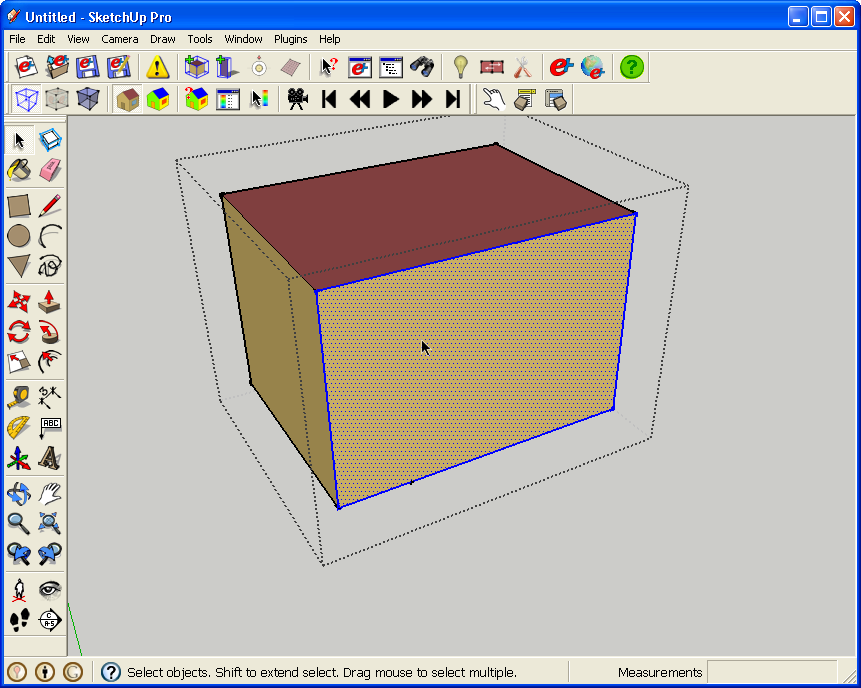 Untitled - SketchUp Pro
File Edit View Camera Draw Tools Window Plugins Help
ABC
Select objects. Shift to extend select. Drag mouse to select multiple.
Measurements